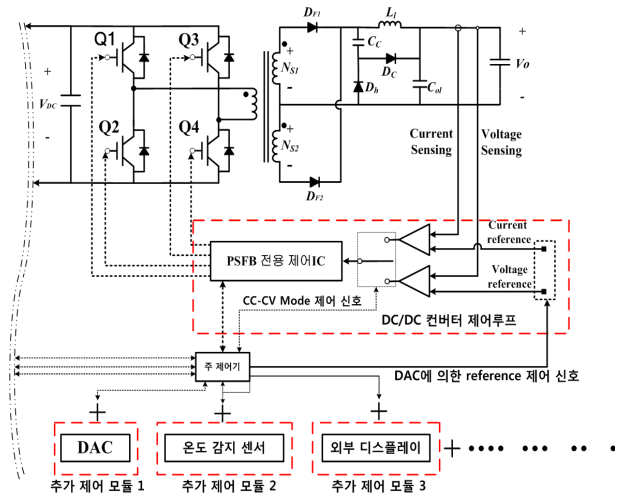 D_F1
L_l
Q1
Q3
+
C_C
+
N_S1
D_C
V_O
V_DC
-
D_h
C_ol
-
Q2
Q4
+
N_S2
-
-
Current Sensing
Voltage Sensing
D_F2
Current reference
PSFB 전용 제어IC
Voltage reference
CC-CV Mode 제어 신호
DC/DC 컨버터 제어루프
주 제어기
DAC에 의한 reference 제어 신호
+
+
+
DAC
온도 감지 센서
외부 디스플레이
+
추가 제어 모듈 1
추가 제어 모듈 2
추가 제어 모듈 3